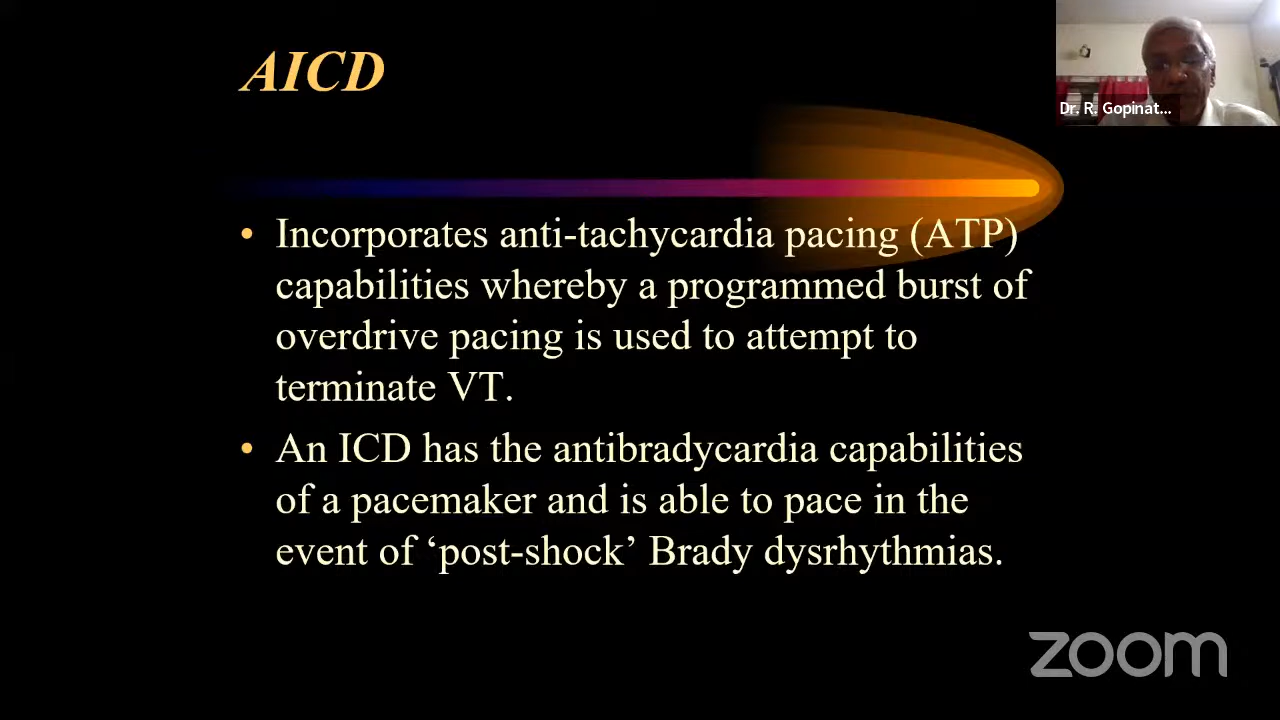 AICD
Dr. R. Gopinat...
• Incorporates anti-tachycardia pacing (ATP)
capabilities whereby a programmed burst of
overdrive pacing is used to attempt to
terminate VT.
• An ICD has the antibradycardia capabilities
of a pacemaker and is able to pace in the
event of ‘post-shock’ Brady dysrhythmias.
zoom